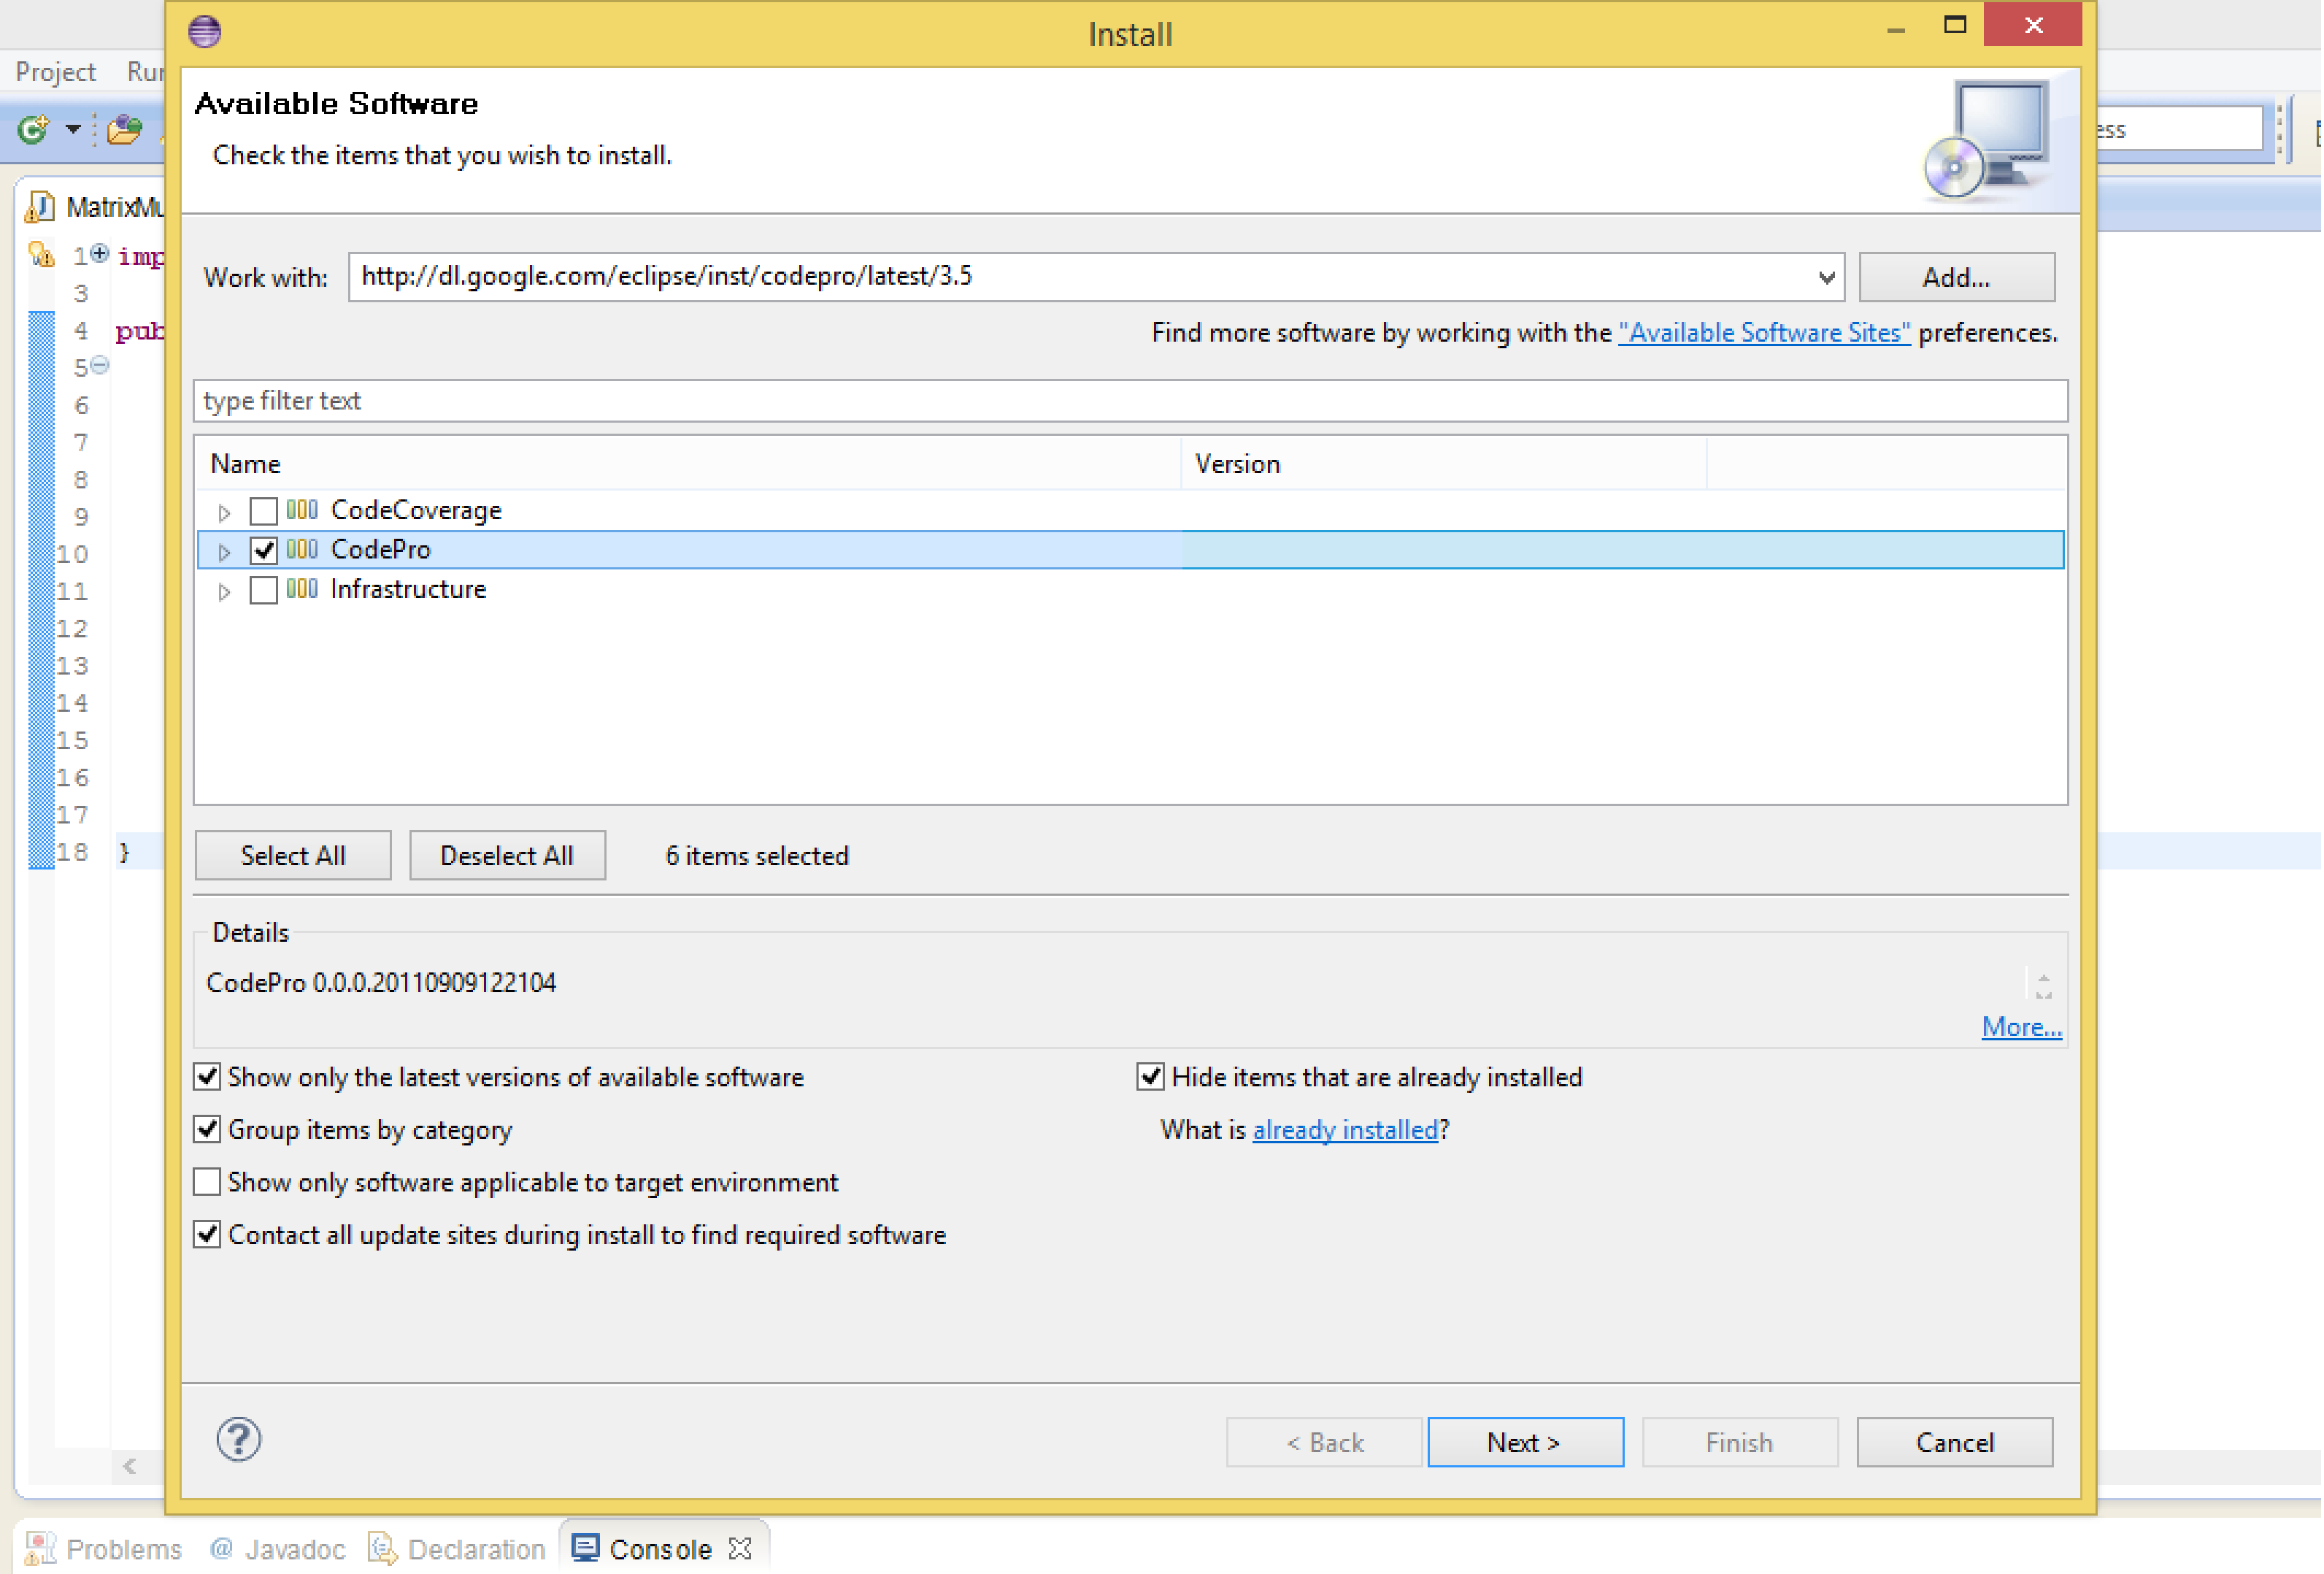 Install
Project Run
Available Software
Check the items that you wish to install.
ess
MatrixMu
Work with: http://dl.google.com/eclipse/inst/codepro/latest/3.5 Add...
Find more software by working with the "Available Software Sites" preferences.
type filter text
Name Version
CodeCoverage
CodePro
Infrastructure
1 imp
3
4 pub
5
6
7
8
9
10
11
12
13
14
15
16
17
18 }
Select All Deselect All 6 items selected
Details
CodePro 0.0.0.20110909122104
More...
Show only the latest versions of available software Hide items that are already installed
Group items by category What is already installed?
Show only software applicable to target environment
Contact all update sites during install to find required software
? < Back Next > Finish Cancel
Problems @ Javadoc Declaration Console